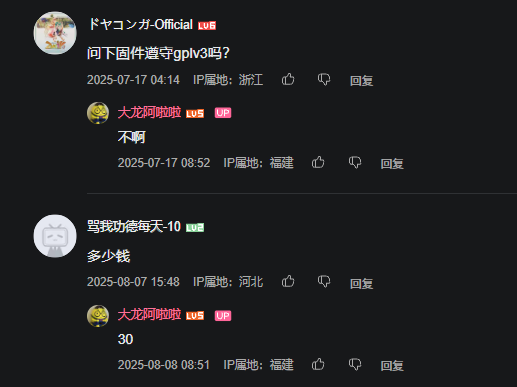 ドヤコンガ-Official LV6
问下固件遵守gplv3吗?
2025-07-17 04:14 IP属地：浙江 回复
大龙阿啦啦 LV5 UP
不啊
2025-07-17 08:52 IP属地：福建 回复
骂我功德每天-10 LV2
多少钱
2025-08-07 15:48 IP属地：河北 回复
大龙阿啦啦 LV5 UP
30
2025-08-08 08:51 IP属地：福建 回复